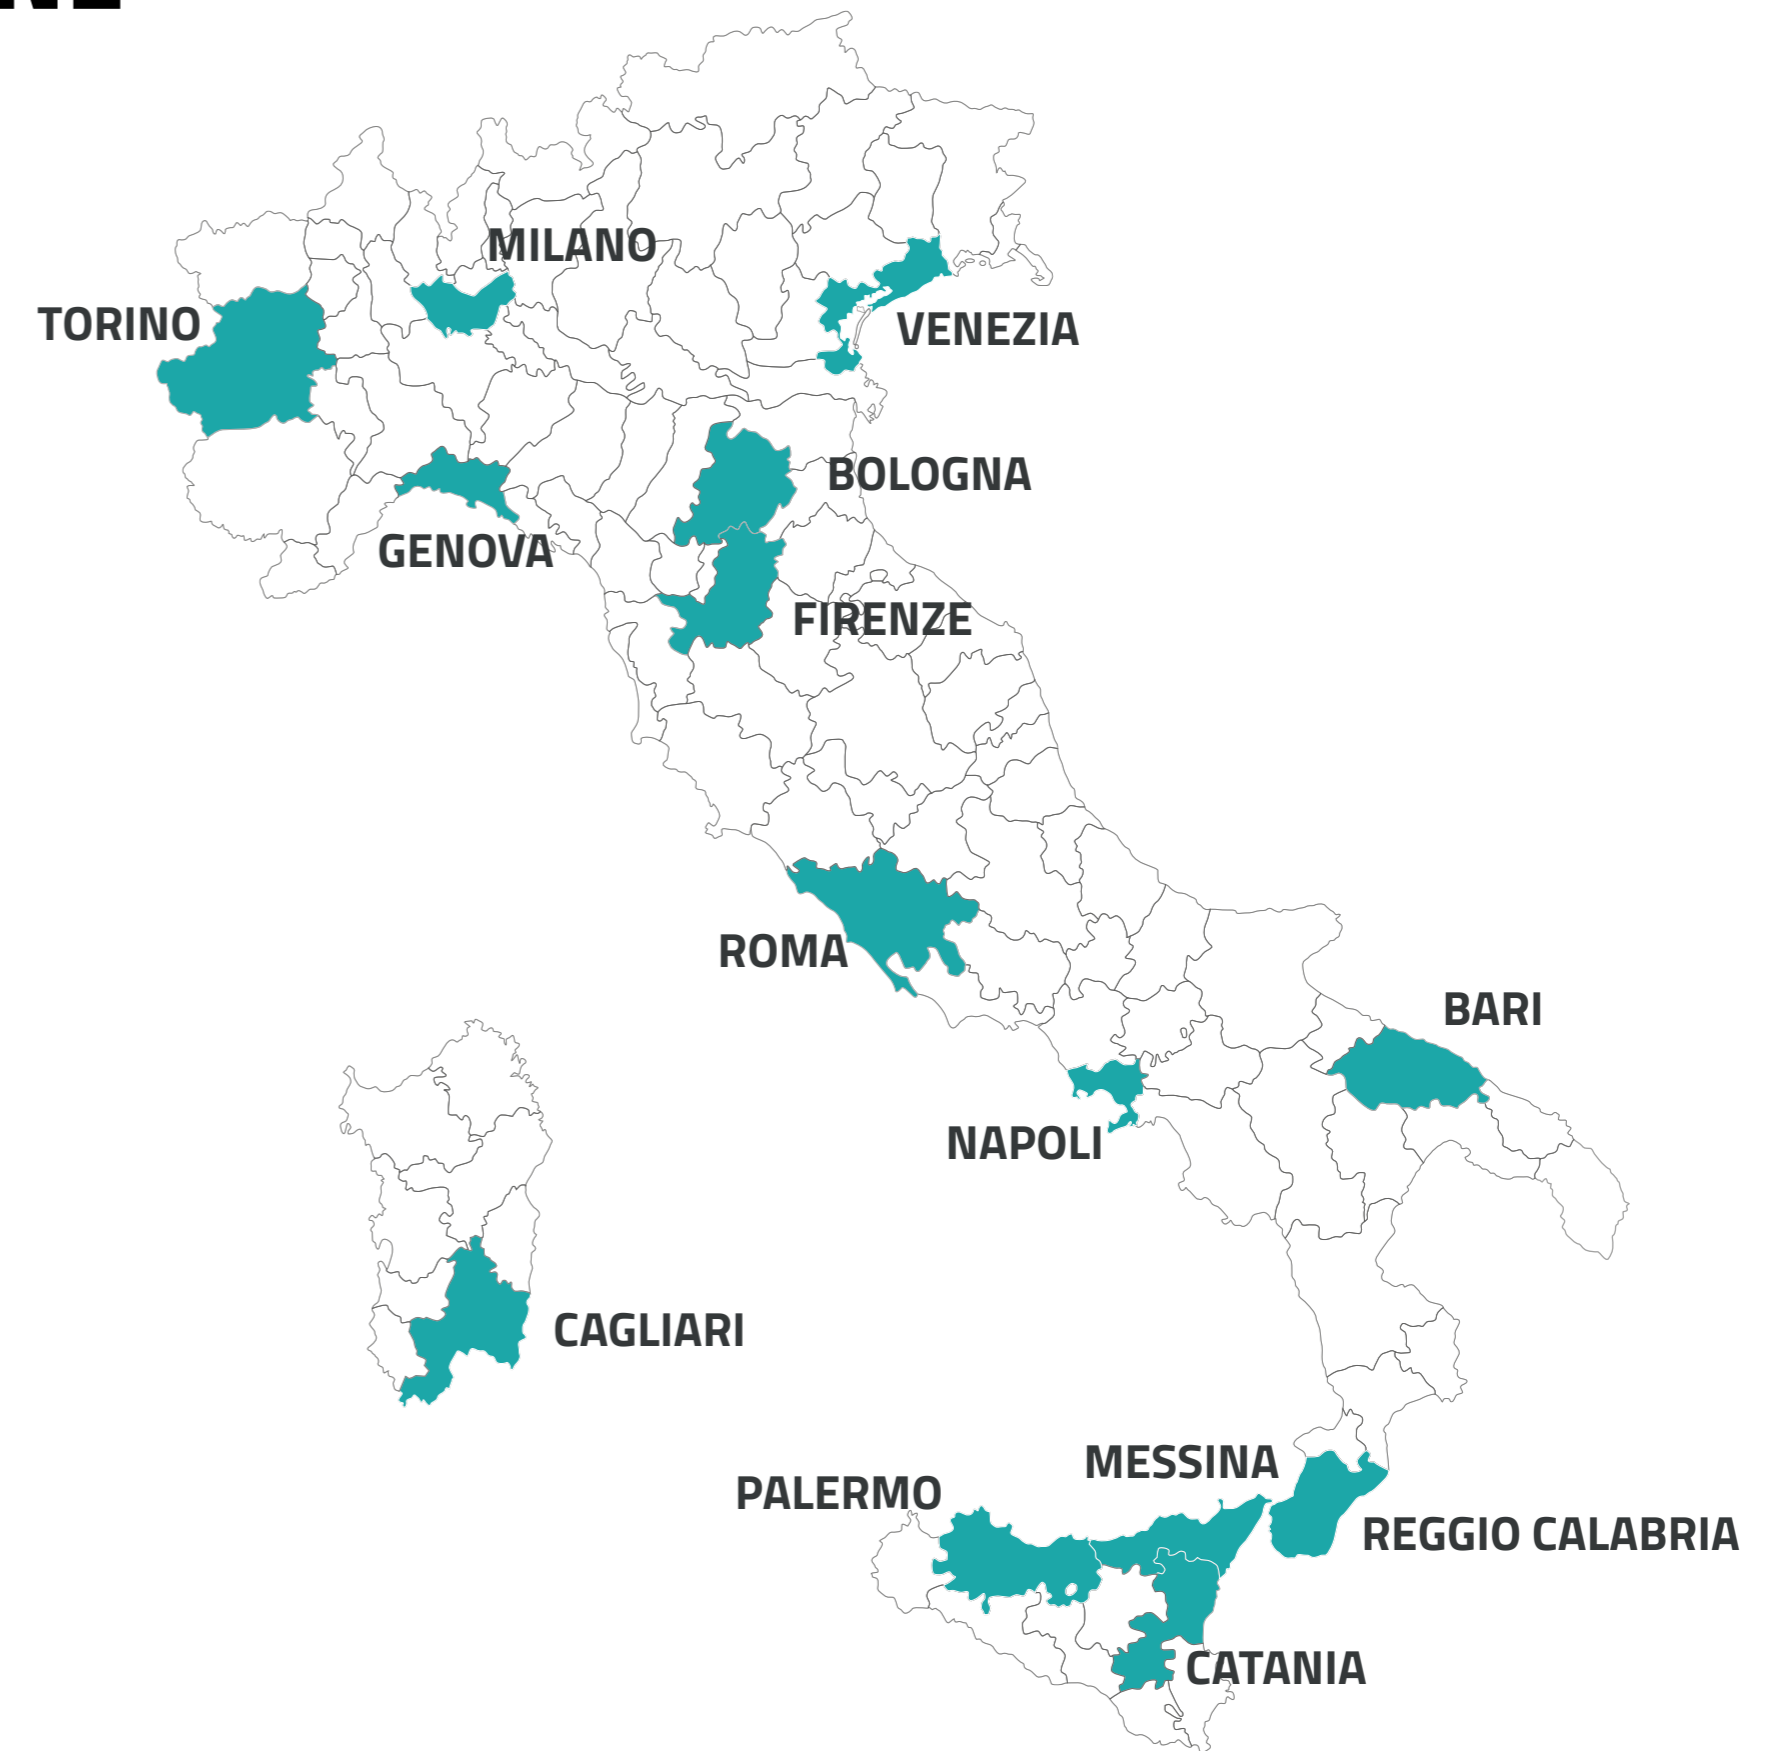 MILANO
TORINO
VENEZIA
BOLOGNA
GENOVA
FIRENZE
ROMA
BARI
NAPOLI
CAGLIARI
MESSINA
PALERMO
REGGIO CALABRIA
CATANIA